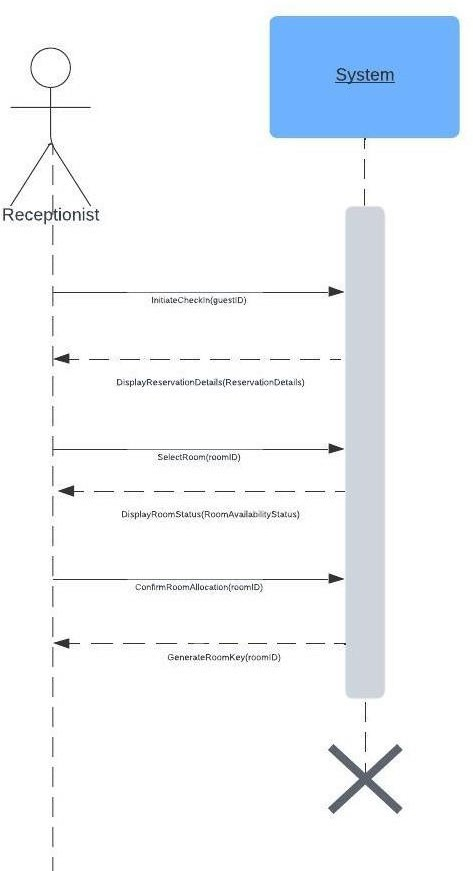 System
Receptionist
InitiateCheckIn(guestID)
DisplayReservationDetails(ReservationDetails)
SelectRoom(roomID)
DisplayRoomStatus(RoomAvailabilityStatus)
ConfirmRoomAllocation(roomID)
GenerateRoomKey(roomID)